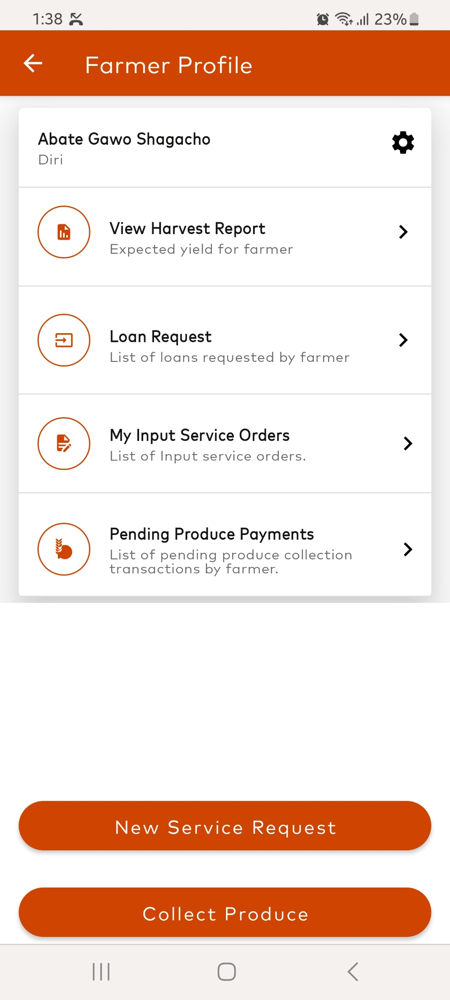 1:38
23%
Farmer Profile
Abate Gawo Shagacho
Diri
View Harvest Report
Expected yield for farmer
Loan Request
List of loans requested by farmer
My Input Service Orders
List of Input service orders.
Pending Produce Payments
List of pending produce collection
transactions by farmer.
New Service Request
Collect Produce